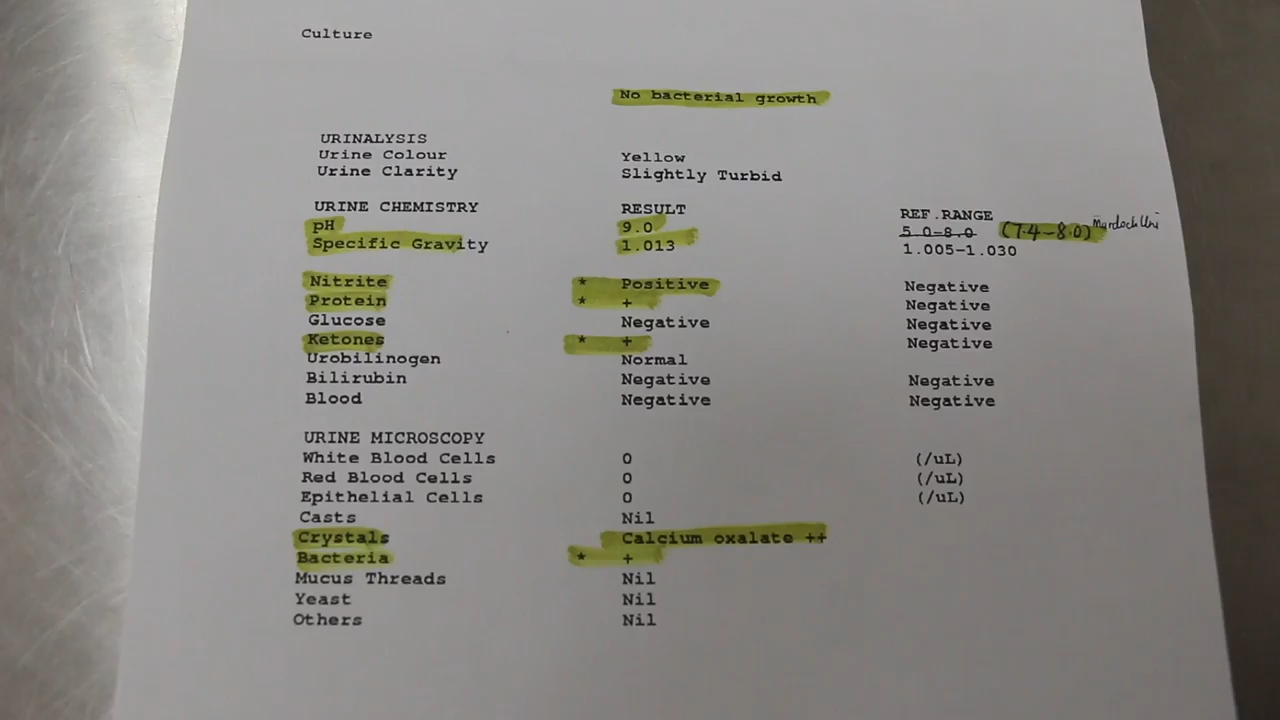 Culture
No bacterial growth
URINALYSIS
Urine Colour Yellow
Urine Clarity Slightly Turbid
URINE CHEMISTRY RESULT REF.RANGE
pH 9.0 5.0-8.0 (7.4-8.0) Murdoch Uni
Specific Gravity 1.013 1.005-1.030
Nitrite * Positive Negative
Protein * + Negative
Glucose Negative Negative
Ketones * + Negative
Urobilinogen Normal
Bilirubin Negative Negative
Blood Negative Negative
URINE MICROSCOPY
White Blood Cells 0 (/uL)
Red Blood Cells 0 (/uL)
Epithelial Cells 0 (/uL)
Casts Nil
Crystals Calcium oxalate ++
Bacteria * +
Mucus Threads Nil
Yeast Nil
Others Nil